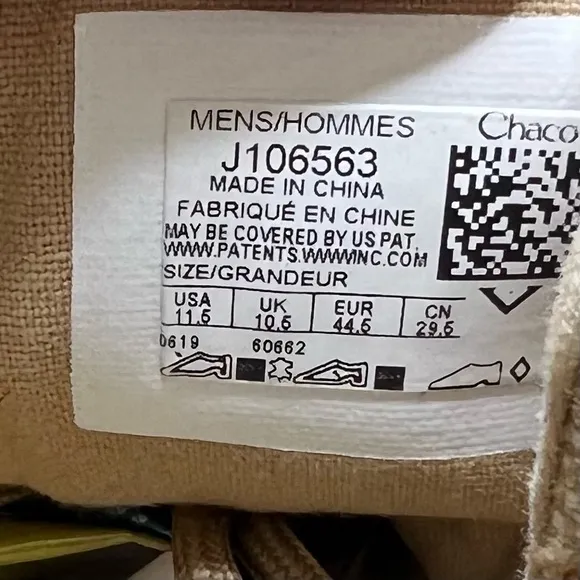 MENS/HOMMES
Chaco
J106563
MADE IN CHINA
FABRIQUÉ EN CHINE
MAY BE COVERED BY US PAT.
WWW.PATENTS.WWWINC.COM
SIZE/GRANDEUR
USA UK EUR CN
11.5 10.5 44.5 29.5
0619 60662